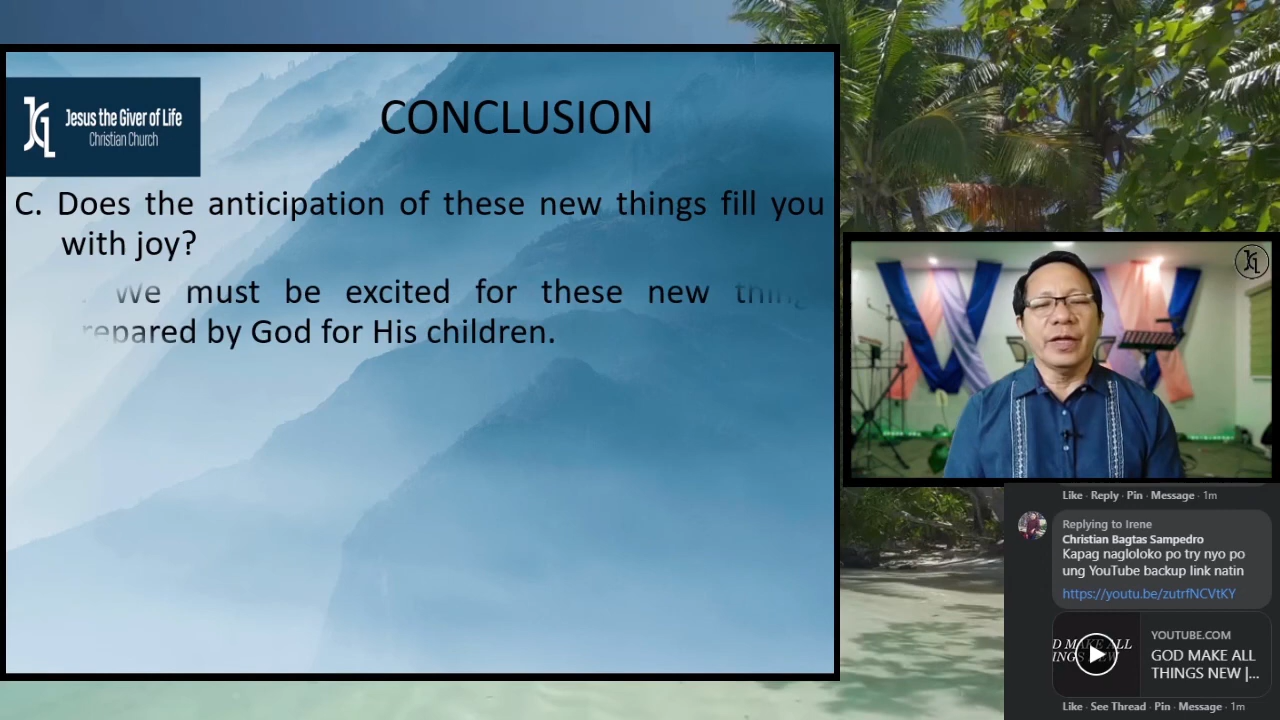 Jesus the Giver of Life
Christian Church
CONCLUSION
C. Does the anticipation of these new things fill you
with joy?
We must be excited for these new
by God for His children.
Like · Reply · Pin · Message · 1m
Replying to Irene
Christian Bagtas Sampedro
Kapag nagloloko po try nyo po
ung YouTube backup link natin
https://youtu.be/zutrfNCVtKY
YOUTUBE.COM
GOD MAKE ALL
THINGS NEW |...
Like · See Thread · Pin · Message · 1m